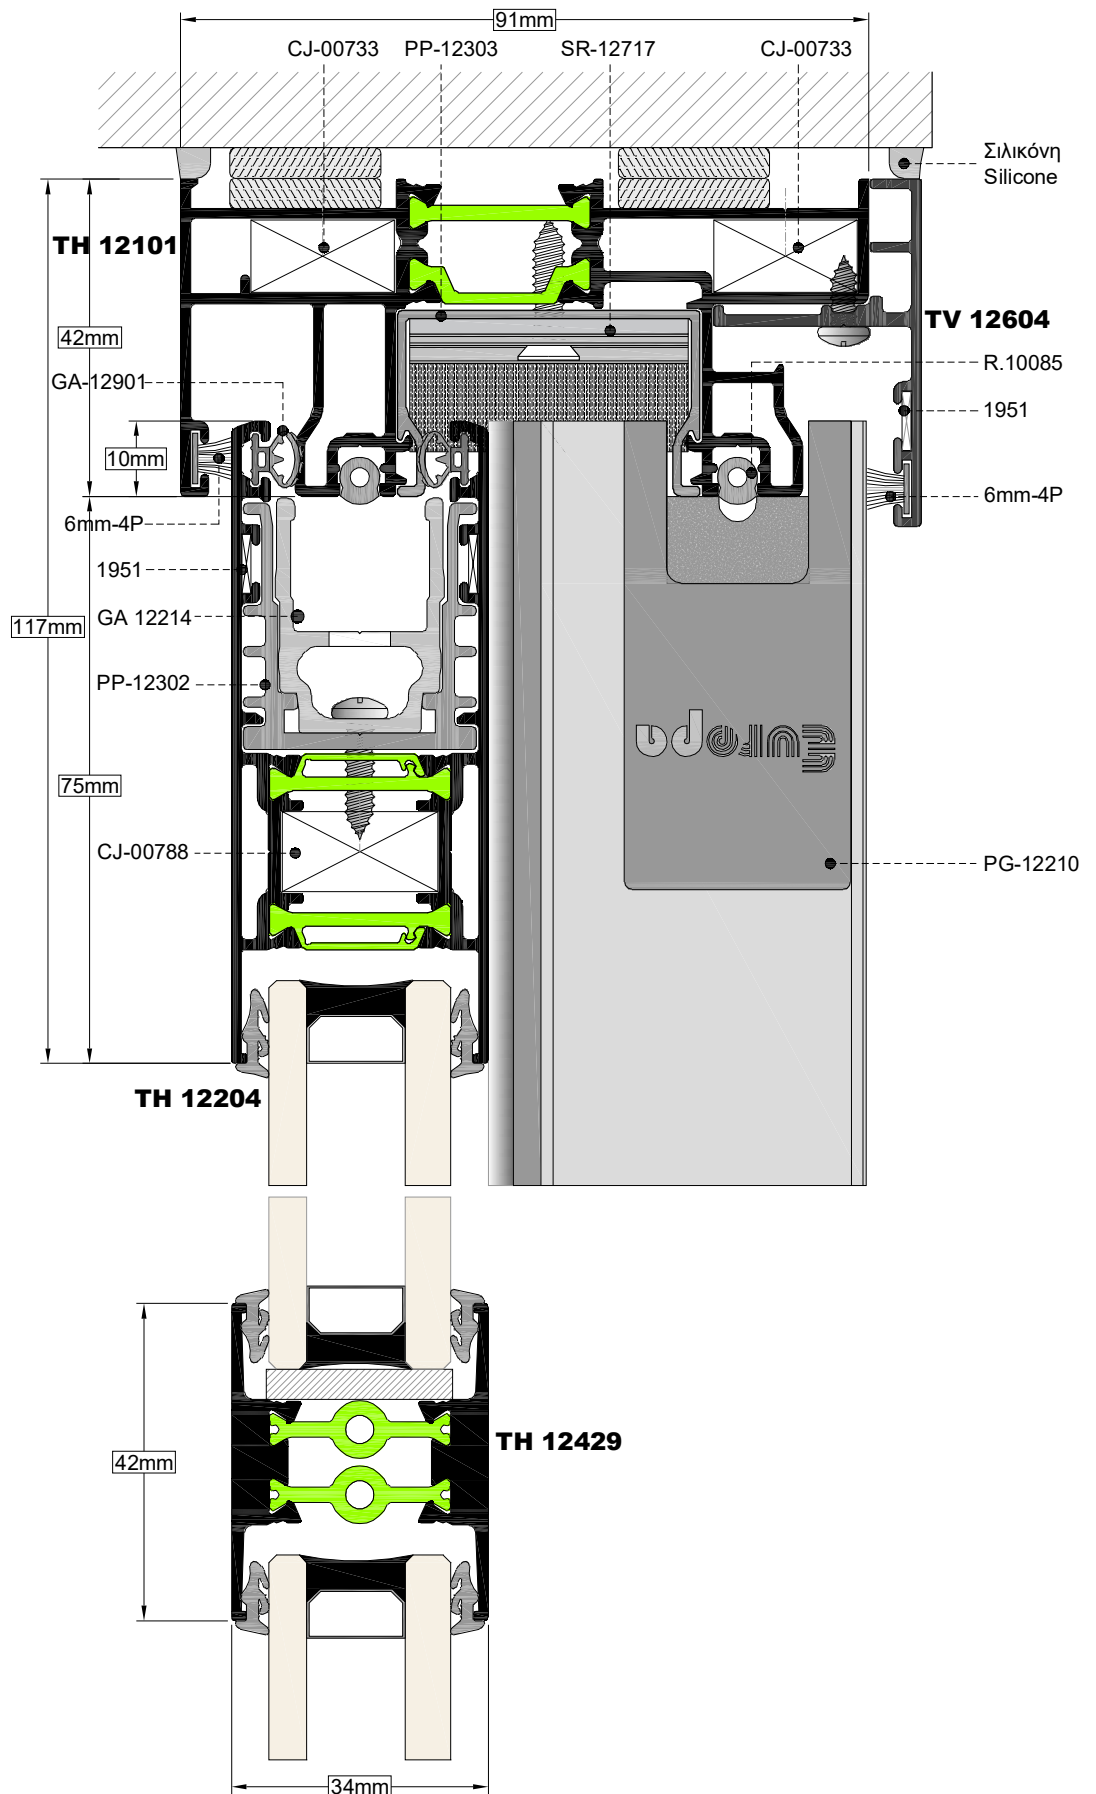 91mm
CJ-00733
PP-12303
SR-12717
CJ-00733
Σιλικόνη
Silicone
TH 12101
TV 12604
42mm
R.10085
GA-12901
1951
10mm
6mm-4P
6mm-4P
1951
GA 12214
117mm
PP-12302
Europa
75mm
CJ-00788
PG-12210
TH 12204
TH 12429
42mm
34mm